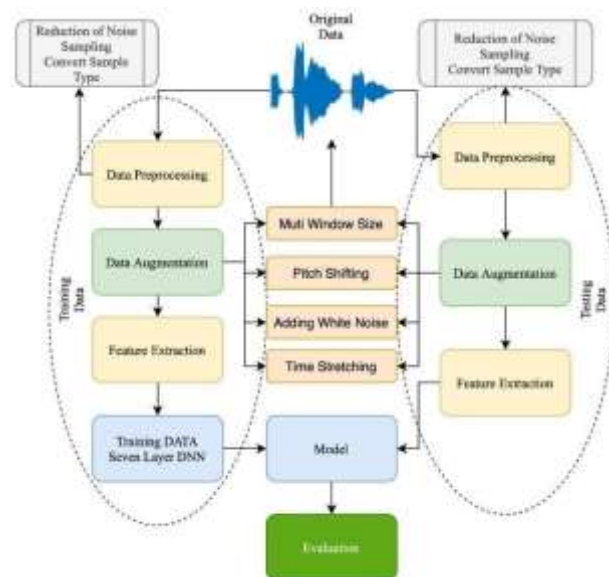 Original
Data
Reduction of Noise
Sampling
Convert Sample
Type
Reduction of Noise
Sampling
Convert Sample Type
Data Preprocessing
Data Preprocessing
Muti Window Size
Data Augmentation
Pitch Shifting
Data Augmentation
Training
Data
Testing
Data
Adding White Noise
Feature Extraction
Time Stretching
Feature Extraction
Training DATA
Seven Layer DNN
Model
Evaluation